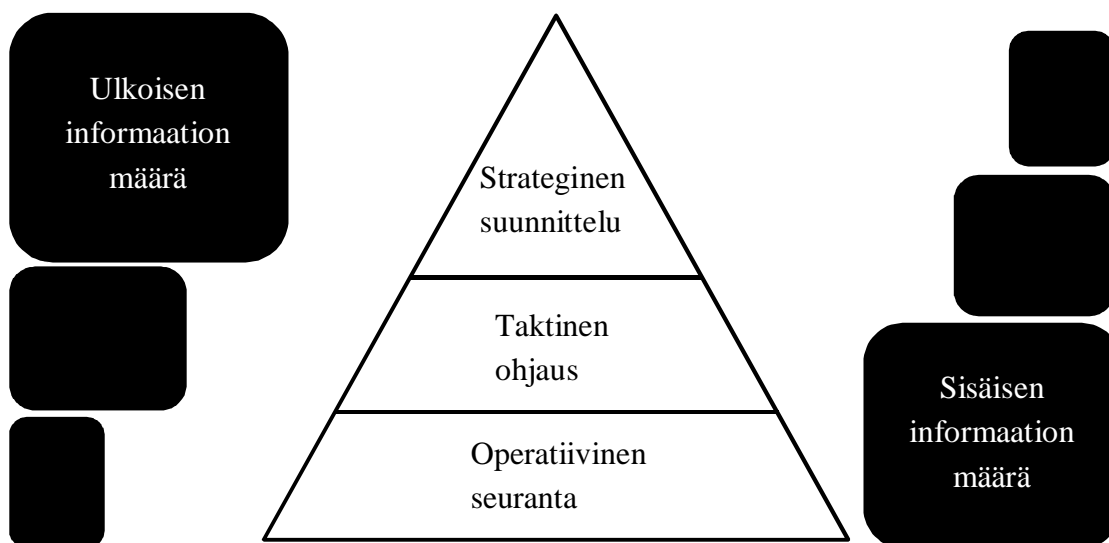 Ulkoisen
informaation
määrä
Strateginen
suunnittelu
Taktinen
ohjaus
Operatiivinen
seuranta
Sisäisen
informaation
määrä